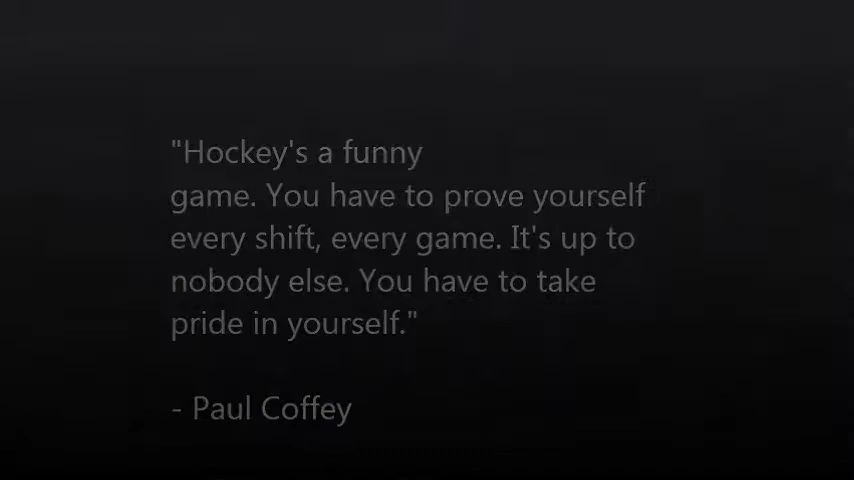 "Hockey's a funny
game. You have to prove yourself
every shift, every game. It's up to
nobody else. You have to take
pride in yourself."
- Paul Coffey